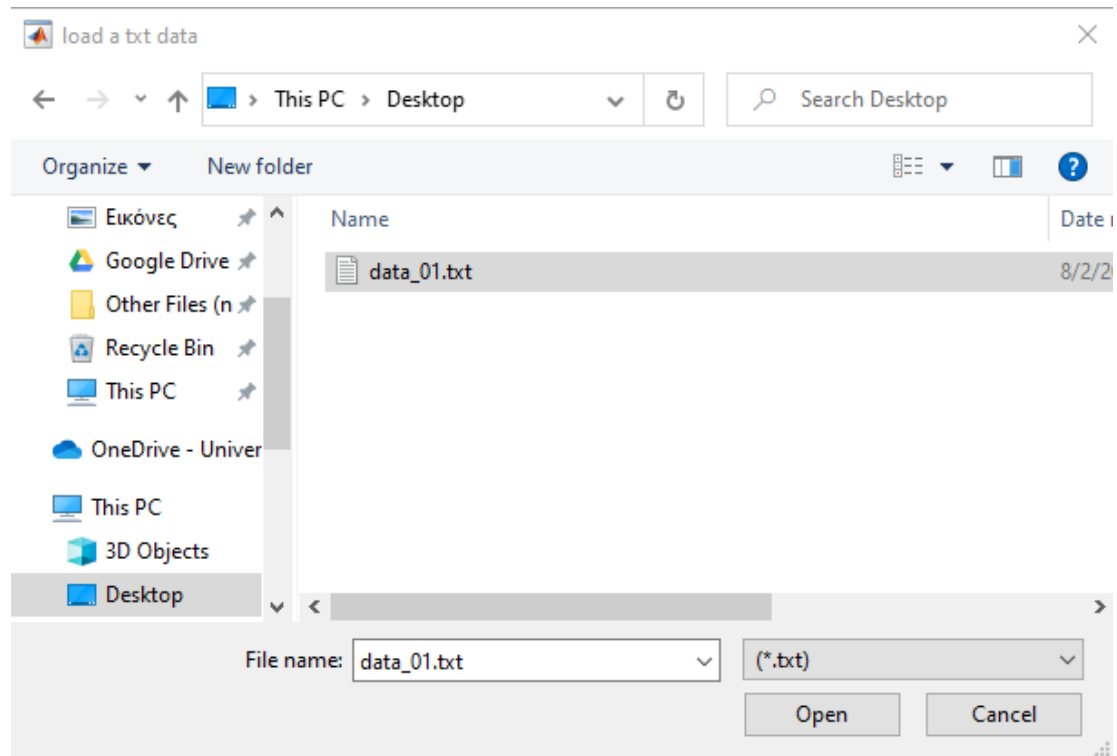 load a txt data
This PC > Desktop
Search Desktop
Organize
New folder
Name
Date
data_01.txt
8/2/2
Εικόνες
Google Drive
Other Files (n
Recycle Bin
This PC
OneDrive - Univer
This PC
3D Objects
Desktop
File name: data_01.txt
(*.txt)
Open
Cancel